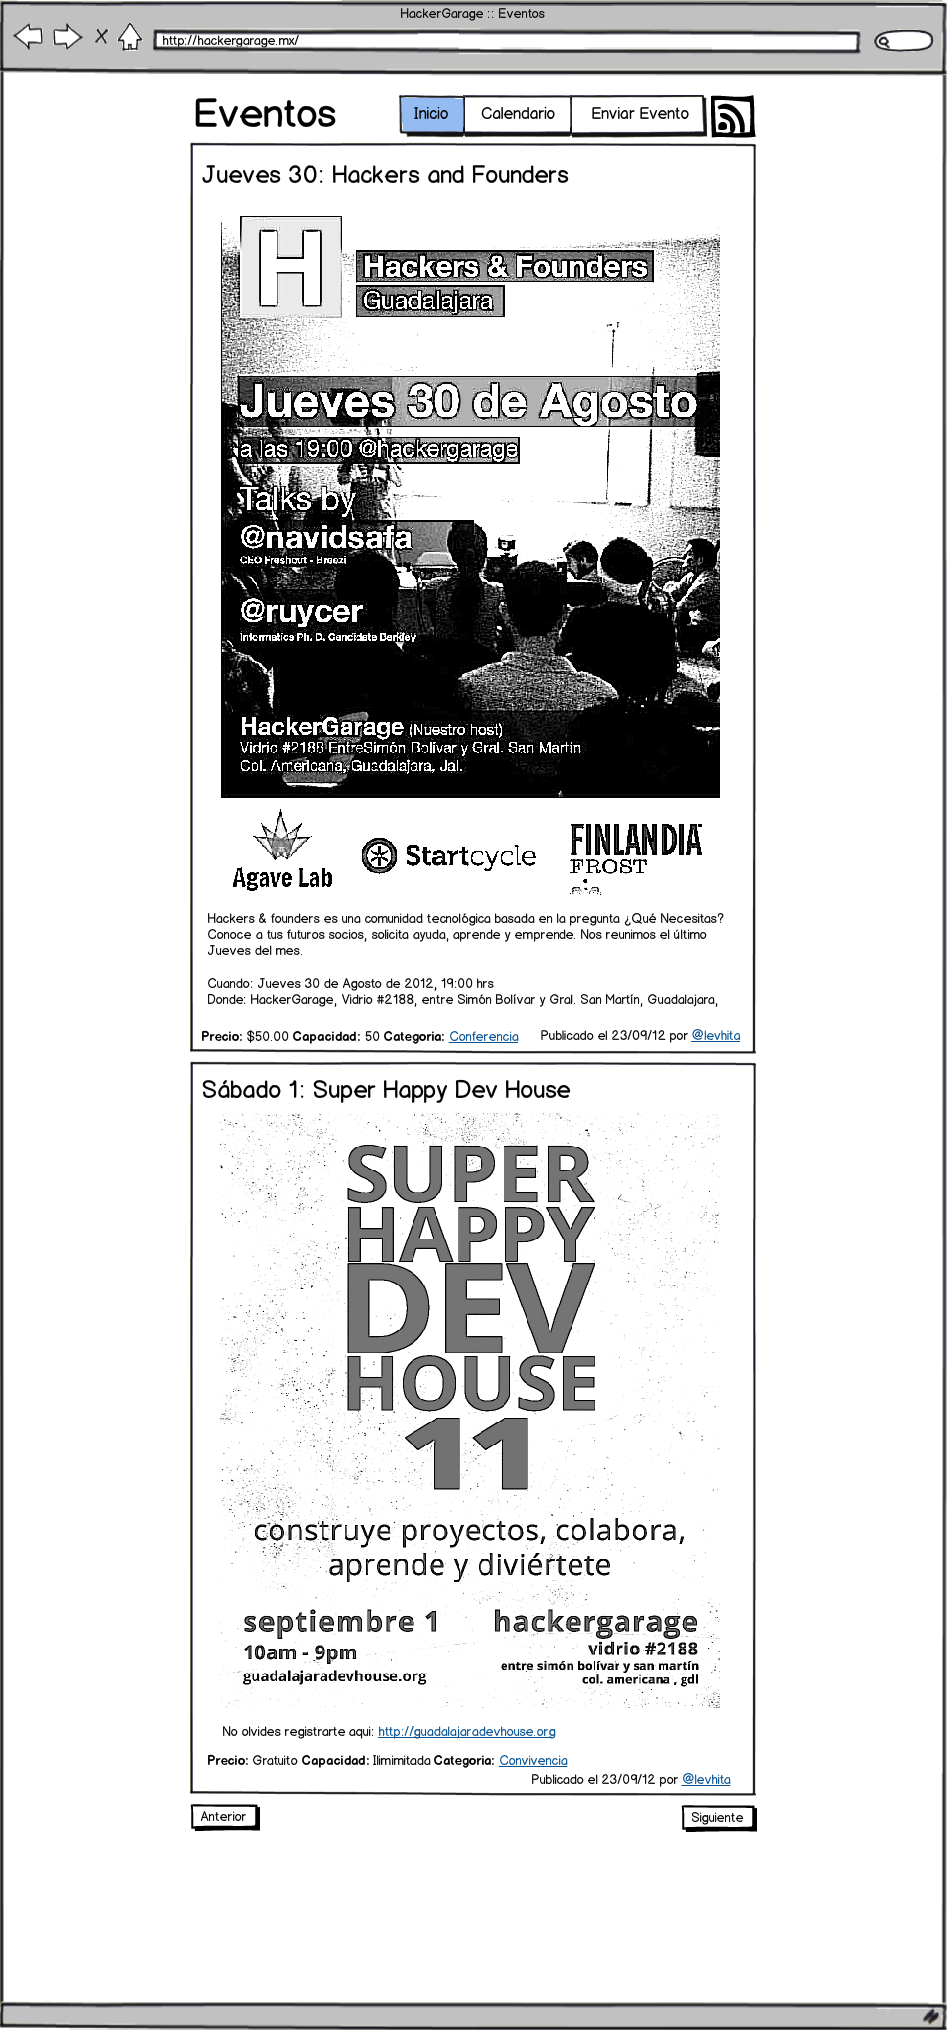 HackerGarage :: Eventos
http://hackergarage.mx/
Eventos
Inicio
Calendario
Enviar Evento
Jueves 30: Hackers and Founders
H
Hackers & Founders
Guadalajara
Jueves 30 de Agosto
a las 19:00 @hackergarage
Talks by
@navidsafa
CEO Freshout - Breezi
@ruycer
Informatics Ph. D. Candidate Berkley
HackerGarage (Nuestro host)
Vidrio #2188 EntreSimón Bolivar y Gral. San Martin
Col. Americana, Guadalajara, Jal.
Agave Lab
Startcycle
FINLANDIA
FROST
Hackers & founders es una comunidad tecnológica basada en la pregunta ¿Qué Necesitas?
Conoce a tus futuros socios, solicita ayuda, aprende y emprende. Nos reunimos el último
Jueves del mes.
Cuando: Jueves 30 de Agosto de 2012, 19:00 hrs
Donde: HackerGarage, Vidrio #2188, entre Simón Bolívar y Gral. San Martín, Guadalajara,
Precio: $50.00 Capacidad: 50 Categoria: Conferencia
Publicado el 23/09/12 por @levhita
Sábado 1: Super Happy Dev House
SUPER
HAPPY
DEV
HOUSE
11
construye proyectos, colabora,
aprende y diviértete
septiembre 1
10am - 9pm
guadalajaradevhouse.org
hackergarage
vidrio #2188
entre simón bolívar y san martín
col. americana , gdl
No olvides registrarte aqui: http://guadalajaradevhouse.org
Precio: Gratuito Capacidad: Ilimimitada Categoria: Convivencia
Publicado el 23/09/12 por @levhita
Anterior
Siguiente